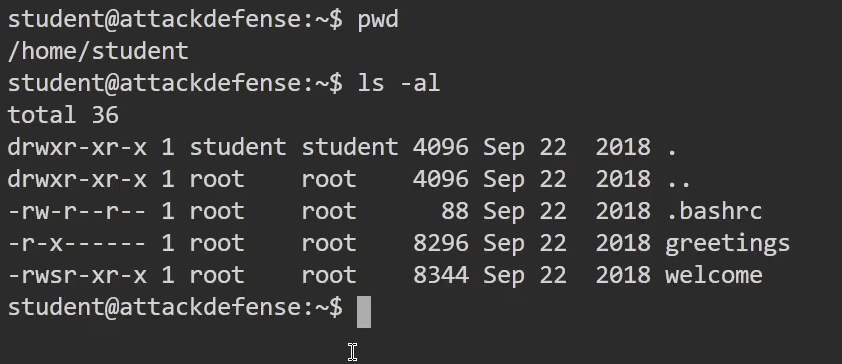 student@attackdefense:~$ pwd
/home/student
student@attackdefense:~$ ls -al
total 36
drwxr-xr-x 1 student student 4096 Sep 22  2018 .
drwxr-xr-x 1 root    root    4096 Sep 22  2018 ..
-rw-r--r-- 1 root    root      88 Sep 22  2018 .bashrc
-r-x------ 1 root    root    8296 Sep 22  2018 greetings
-rwsr-xr-x 1 root    root    8344 Sep 22  2018 welcome
student@attackdefense:~$